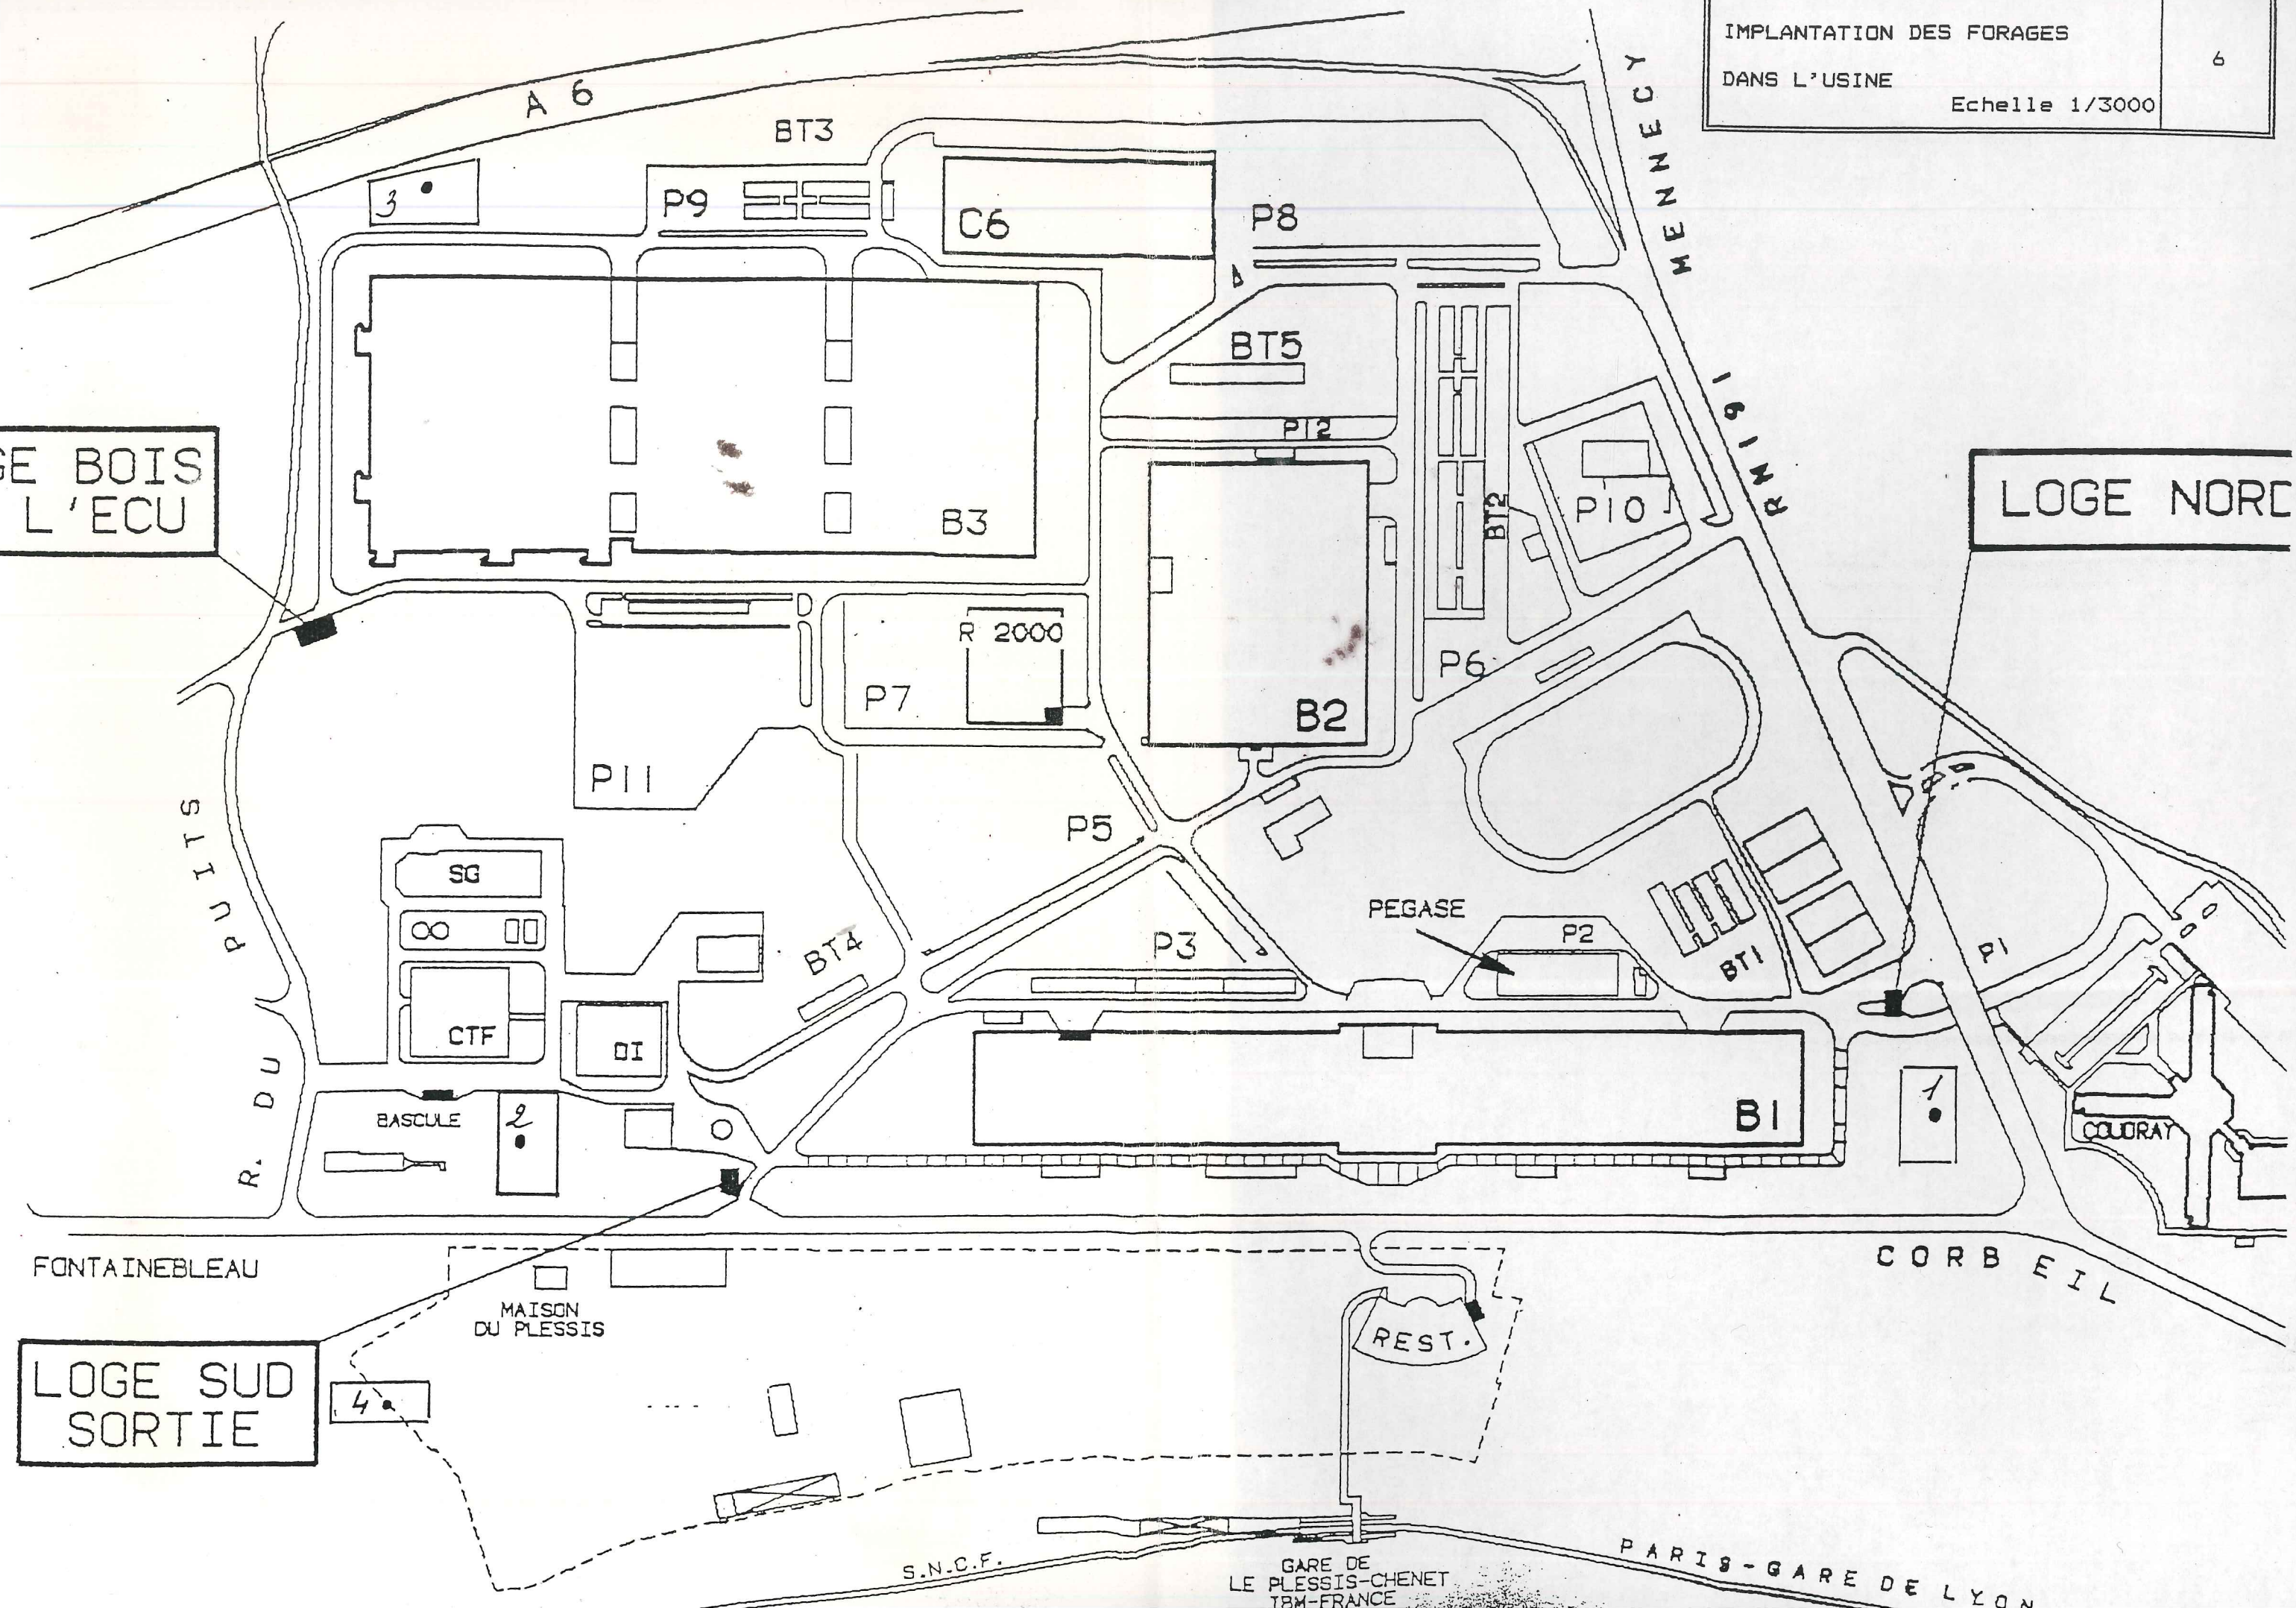 IMPLANTATION DES FORAGES
DANS L'USINE
Echelle 1/3000
6
A 6
MENNECY
BT3
3
P9
C6
P8
BT5
RM191
P12
GE BOIS
L'ECU
B3
BT2
P10
LOGE NORD
R 2000
P7
P6
B2
P11
R. DU PUITS
P5
SG
PEGASE
P2
BT4
P3
BT1
P1
CTF
DI
BASCULE
2
B1
1
COUDRAY
FONTAINEBLEAU
CORBEIL
MAISON
DU PLESSIS
REST.
LOGE SUD
SORTIE
4
S.N.C.F.
GARE DE
LE PLESSIS-CHENET
IBM-FRANCE
PARIS-GARE DE LYON